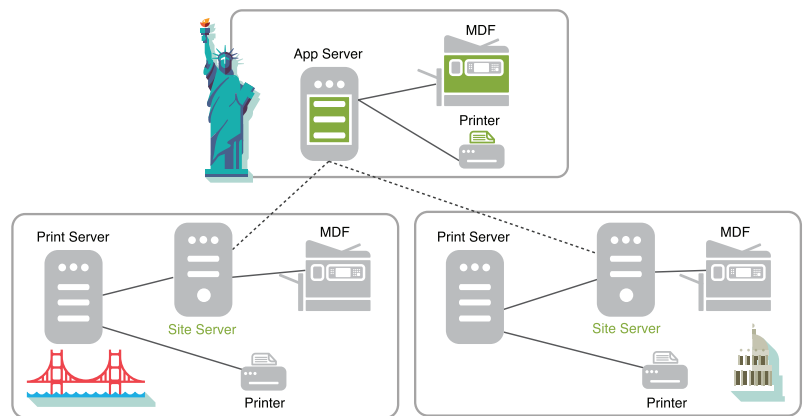 MDF
App Server
Printer
Print Server
MDF
Site Server
Printer
Print Server
MDF
Site Server
Printer